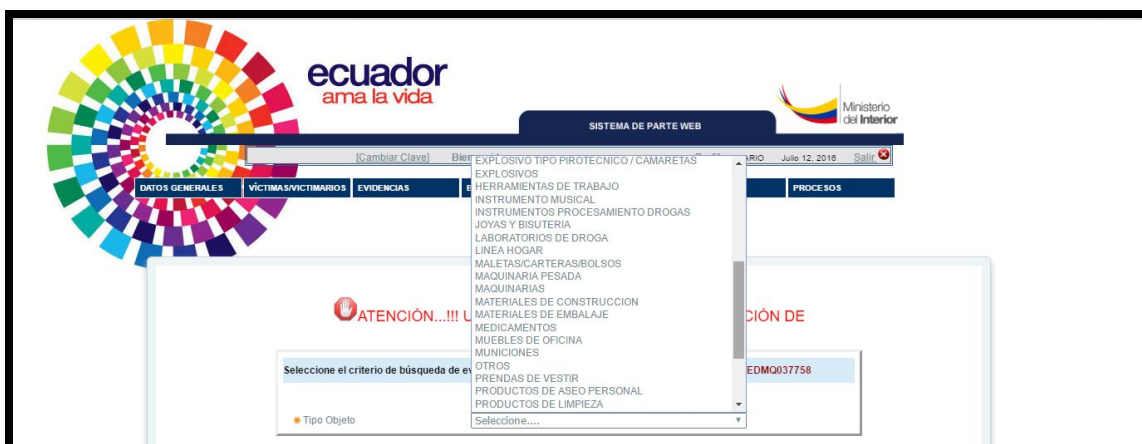 ecuador
ama la vida
Ministerio
del Interior
SISTEMA DE PARTE WEB
[Cambiar Clave]
Julio 12, 2016 Salir
DATOS GENERALES VÍCTIMAS/VICTIMARIOS EVIDENCIAS PROCESOS
EXPLOSIVO TIPO PIROTECNICO / CAMARETAS
EXPLOSIVOS
HERRAMIENTAS DE TRABAJO
INSTRUMENTO MUSICAL
INSTRUMENTOS PROCESAMIENTO DROGAS
JOYAS Y BISUTERIA
LABORATORIOS DE DROGA
LINEA HOGAR
MALETAS/CARTERAS/BOLSOS
MAQUINARIA PESADA
MAQUINARIAS
MATERIALES DE CONSTRUCCION
MATERIALES DE EMBALAJE
MEDICAMENTOS
MUEBLES DE OFICINA
MUNICIONES
OTROS
PRENDAS DE VESTIR
PRODUCTOS DE ASEO PERSONAL
PRODUCTOS DE LIMPIEZA
ATENCIÓN...!!! U CIÓN DE
Seleccione el criterio de búsqueda de EDMQ037758
Tipo Objeto Seleccione....